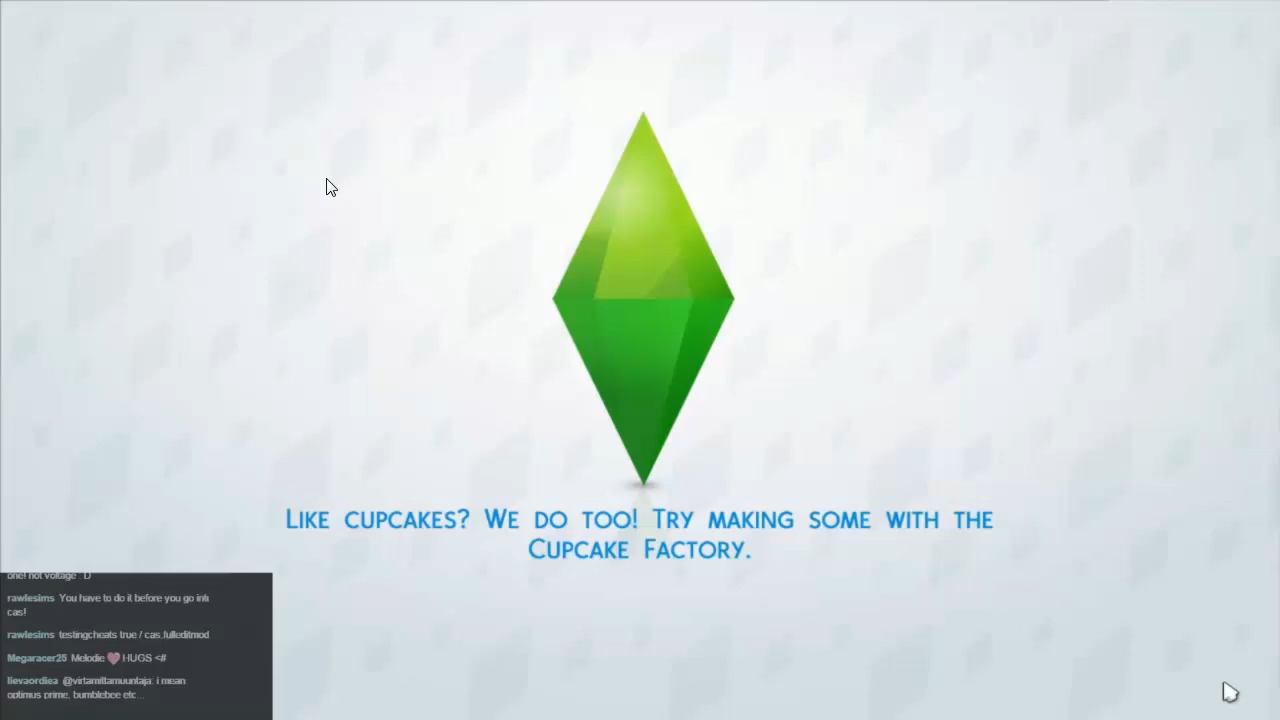 LIKE CUPCAKES? WE DO TOO! TRY MAKING SOME WITH THE
CUPCAKE FACTORY.
one! not voltage : D
rawlesims You have to do it before you go into
cas!
rawlesims testingcheats true / cas.fulleditmod
Megaracer25 Melodie HUGS <#
lievaordiea @virtamiltamuuntaja: i mean
optimus prime, bumblebee etc...